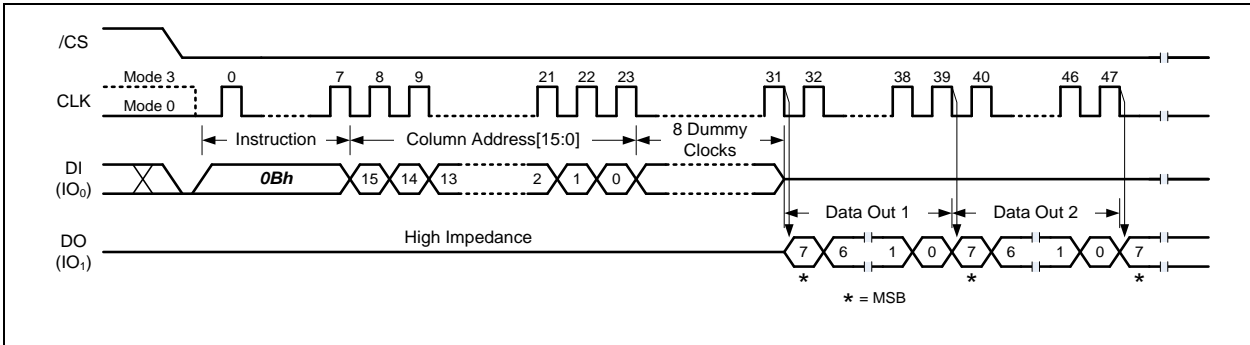 /CS
Mode 3 0 7 8 9 21 22 23 31 32 38 39 40 46 47
CLK
Mode 0
Instruction Column Address[15:0] 8 Dummy
Clocks
DI
(IO0) 0Bh 15 14 13 2 1 0
Data Out 1 Data Out 2
DO
(IO1) High Impedance 7 6 1 0 7 6 1 0 7
* * *
* = MSB